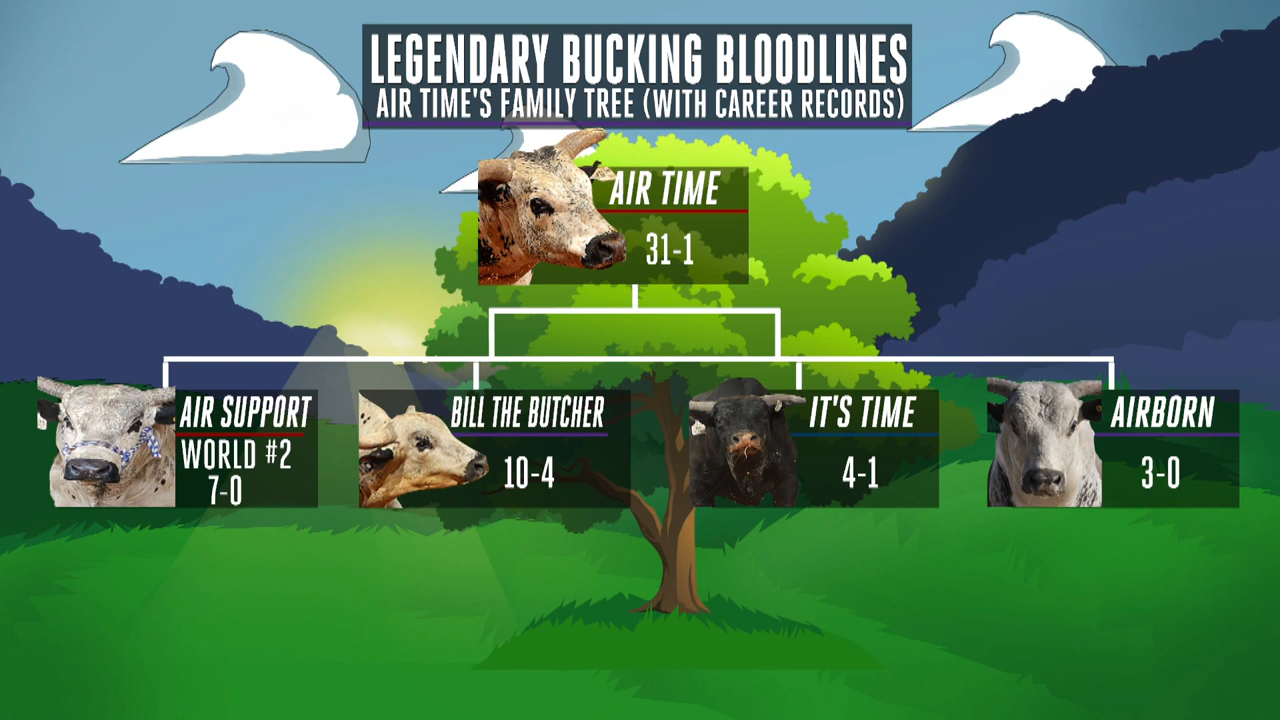 LEGENDARY BUCKING BLOODLINES
AIR TIME'S FAMILY TREE (WITH CAREER RECORDS)
AIR TIME
31-1
AIR SUPPORT
WORLD #2
7-0
BILL THE BUTCHER
10-4
IT'S TIME
4-1
AIRBORN
3-0